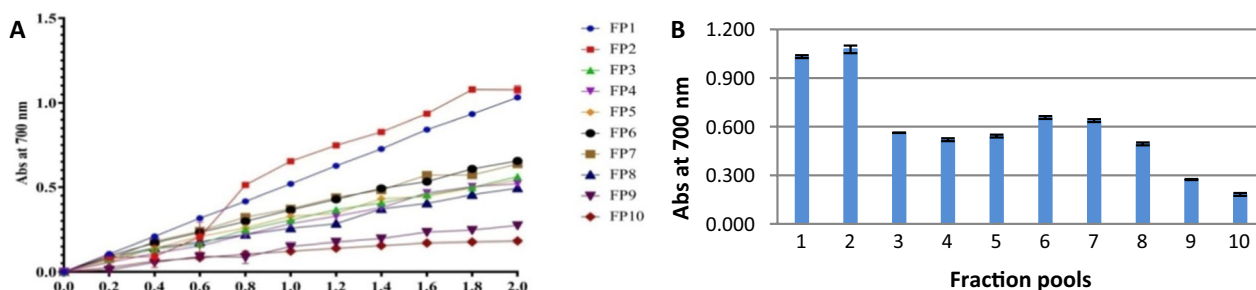 A
Abs at 700 nm
1.5
1.0
0.5
0.0
0.0 0.2 0.4 0.6 0.8 1.0 1.2 1.4 1.6 1.8 2.0
FP1
FP2
FP3
FP4
FP5
FP6
FP7
FP8
FP9
FP10
B
Abs at 700 nm
1.200
0.900
0.600
0.300
0.000
1 2 3 4 5 6 7 8 9 10
Fraction pools